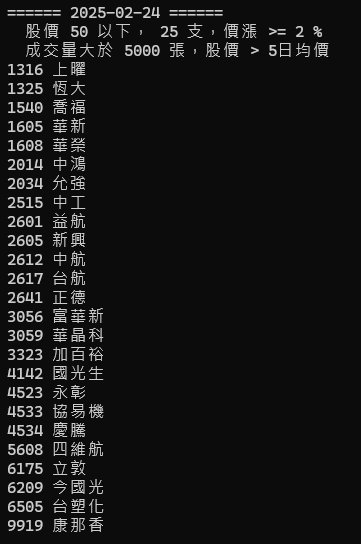 ====== 2025-02-24 ======
股價 50 以下， 25 支，價漲 >= 2 %
成交量大於 5000 張，股價 > 5日均價
1316 上曜
1325 恆大
1540 喬福
1605 華新
1608 華榮
2014 中鴻
2034 允強
2515 中工
2601 益航
2605 新興
2612 中航
2617 台航
2641 正德
3056 富華新
3059 華晶科
3323 加百裕
4142 國光生
4523 永彰
4533 協易機
4534 慶騰
5608 四維航
6175 立敦
6209 今國光
6505 台塑化
9919 康那香